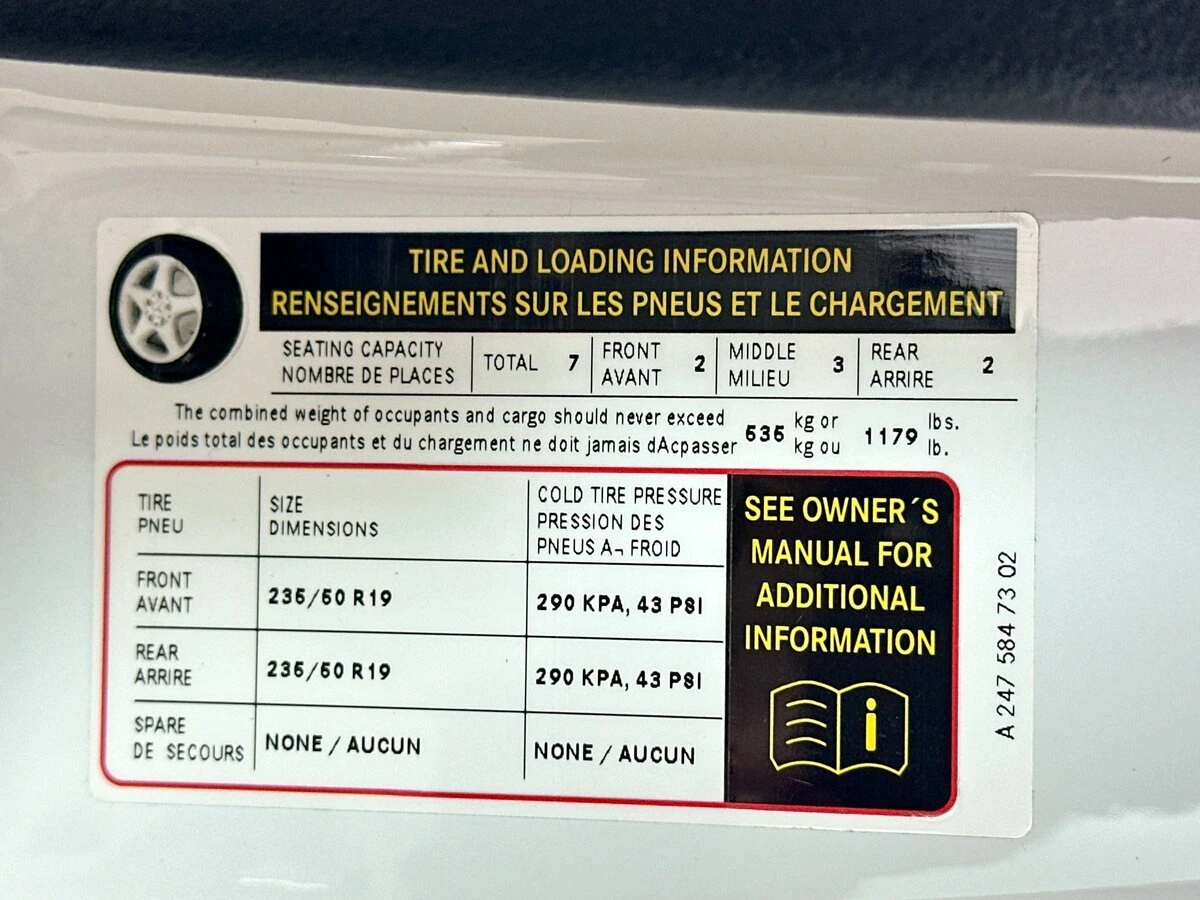 TIRE AND LOADING INFORMATION
RENSEIGNEMENTS SUR LES PNEUS ET LE CHARGEMENT
SEATING CAPACITY
NOMBRE DE PLACES
TOTAL 7
FRONT
AVANT 2
MIDDLE
MILIEU 3
REAR
ARRIRE 2
The combined weight of occupants and cargo should never exceed
Le poids total des occupants et du chargement ne doit jamais dAcpasser
535 kg or
kg ou
1179 lbs.
lb.
TIRE
PNEU
SIZE
DIMENSIONS
COLD TIRE PRESSURE
PRESSION DES
PNEUS A¬ FROID
FRONT
AVANT
235/50 R19
290 KPA, 43 PSI
REAR
ARRIRE
235/50 R19
290 KPA, 43 PSI
SPARE
DE SECOURS
NONE / AUCUN
NONE / AUCUN
SEE OWNER´S
MANUAL FOR
ADDITIONAL
INFORMATION
i
A 247 584 73 02